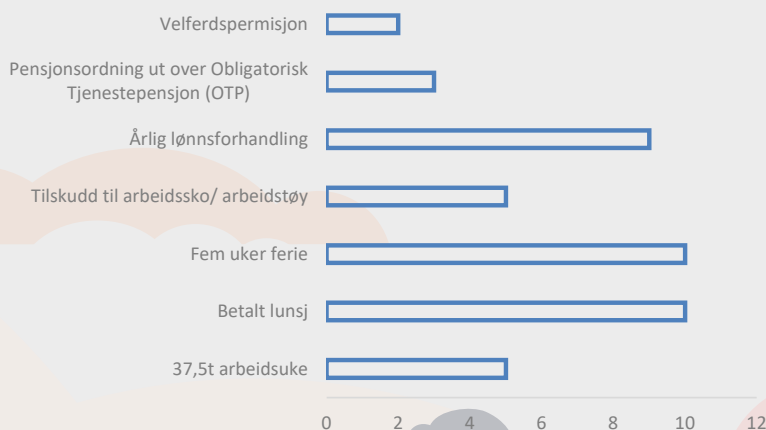 Velferdspermisjon
Pensjonsordning ut over Obligatorisk
Tjenestepensjon (OTP)
Årlig lønnsforhandling
Tilskudd til arbeidssko/ arbeidstøy
Fem uker ferie
Betalt lunsj
37,5t arbeidsuke
0 2 4 6 8 10 12